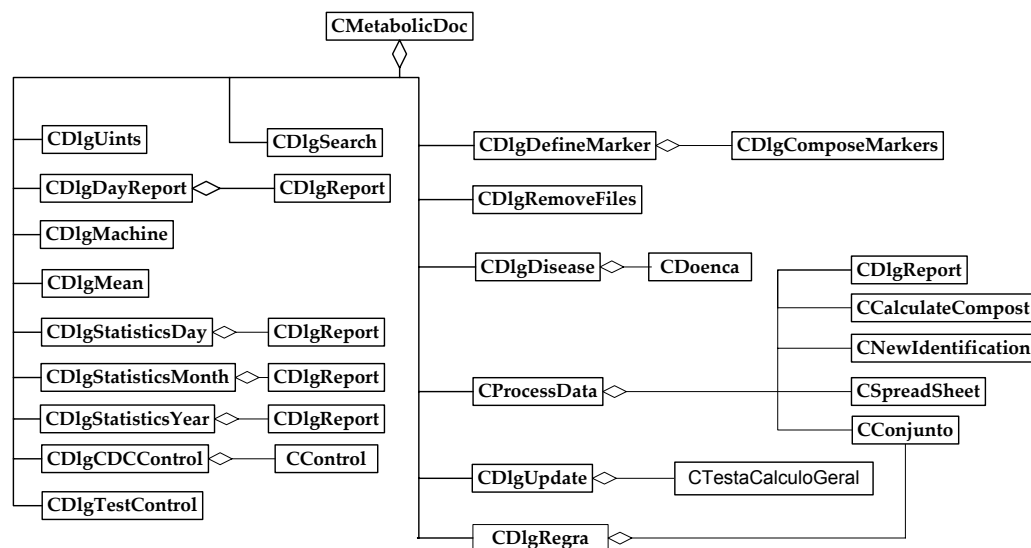 CMetabolicDoc
CDlgUints
CDlgSearch
CDlgDayReport
CDlgReport
CDlgMachine
CDlgMean
CDlgStatisticsDay
CDlgReport
CDlgStatisticsMonth
CDlgReport
CDlgStatisticsYear
CDlgReport
CDlgCDCControl
CControl
CDlgTestControl
CDlgDefineMarker
CDlgComposeMarkers
CDlgRemoveFiles
CDlgDisease
CDoenca
CProcessData
CDlgReport
CCalculateCompost
CNewIdentification
CSpreadSheet
CConjunto
CDlgUpdate
CTestaCalculoGeral
CDlgRegra